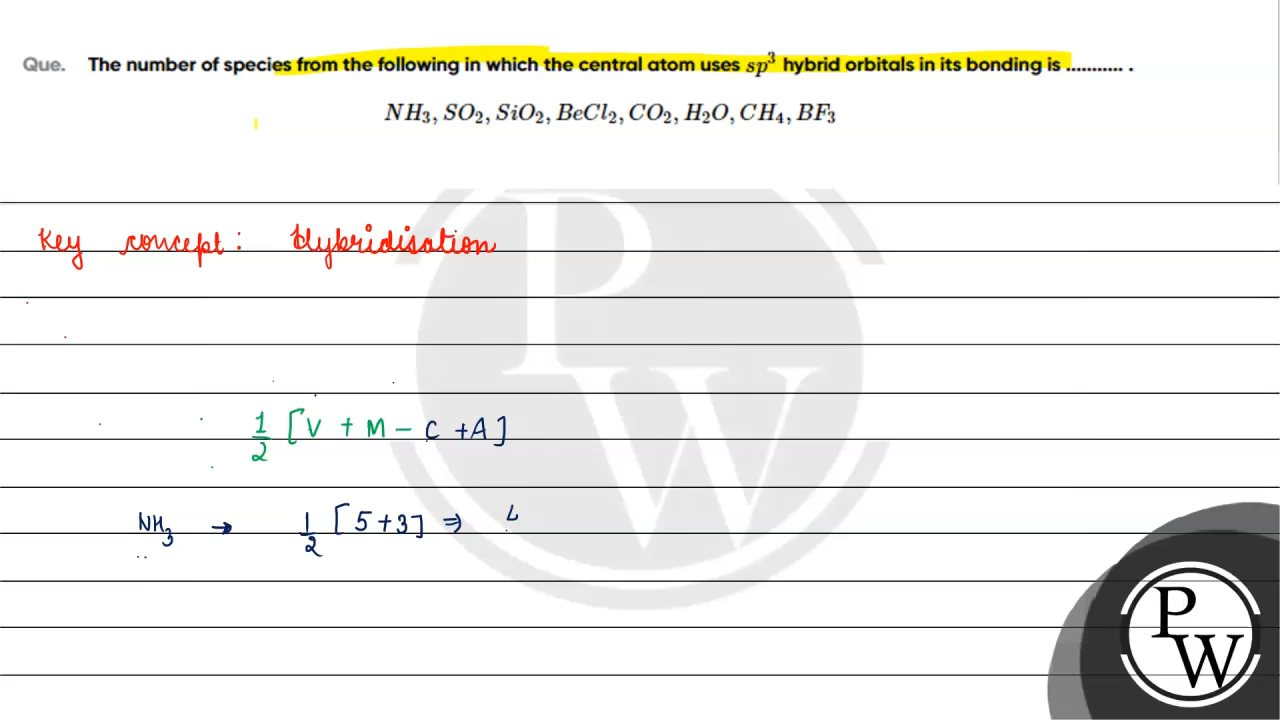 Que. The number of species from the following in which the central atom uses sp³ hybrid orbitals in its bonding is ........... .
NH₃, SO₂, SiO₂, BeCl₂, CO₂, H₂O, CH₄, BF₃
Key concept: Hybridisation
1/2 [V + M - C + A]
NH₃ → 1/2 [5 + 3] ⇒ 4
P
W
P
W